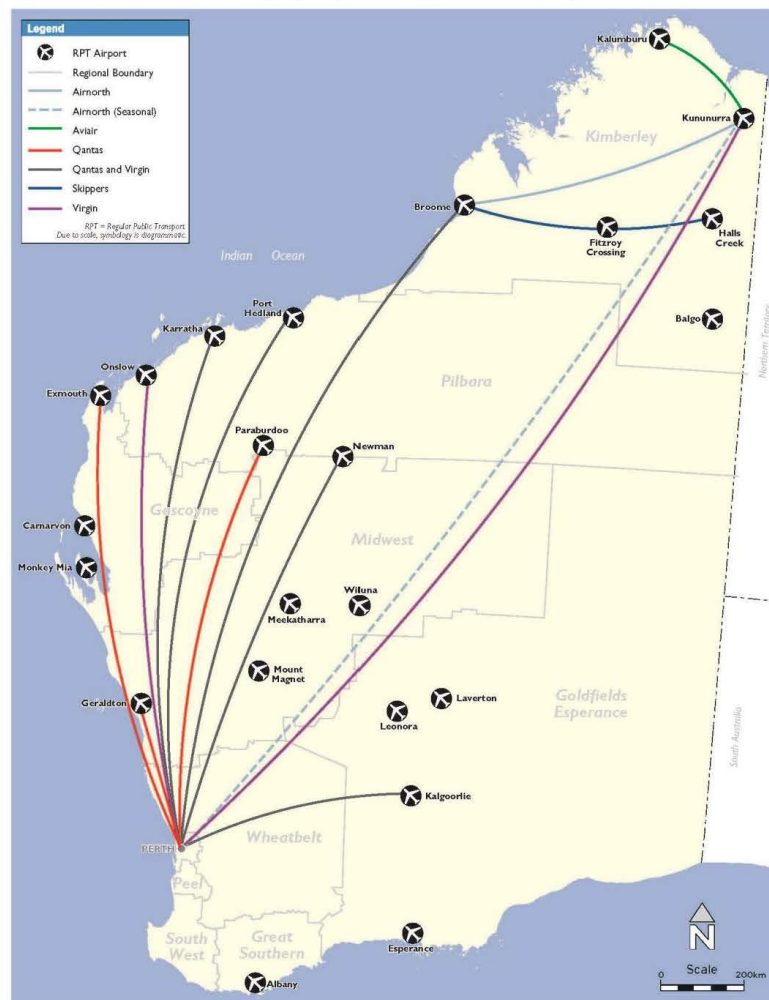 Legend
RPT Airport
Regional Boundary
Airnorth
Airnorth (Seasonal)
Aviair
Qantas
Qantas and Virgin
Skippers
Virgin
RPT = Regular Public Transport.
Due to scale, symbology is diagrammatic.
Kalumburu
Kununurra
Kimberley
Broome
Fitzroy
Crossing
Halls
Creek
Indian Ocean
Port
Hedland
Karratha
Balgo
Northern Territory
Onslow
Exmouth
Pilbara
Paraburdoo
Newman
Gascoyne
Carnarvon
Midwest
Monkey Mia
Meekatharra
Wiluna
Mount
Magnet
Geraldton
Leonora
Laverton
Goldfields
Esperance
South Australia
Kalgoorlie
Wheatbelt
PERTH
Peel
South
West
Great
Southern
Esperance
Albany
N
Scale
0 200km